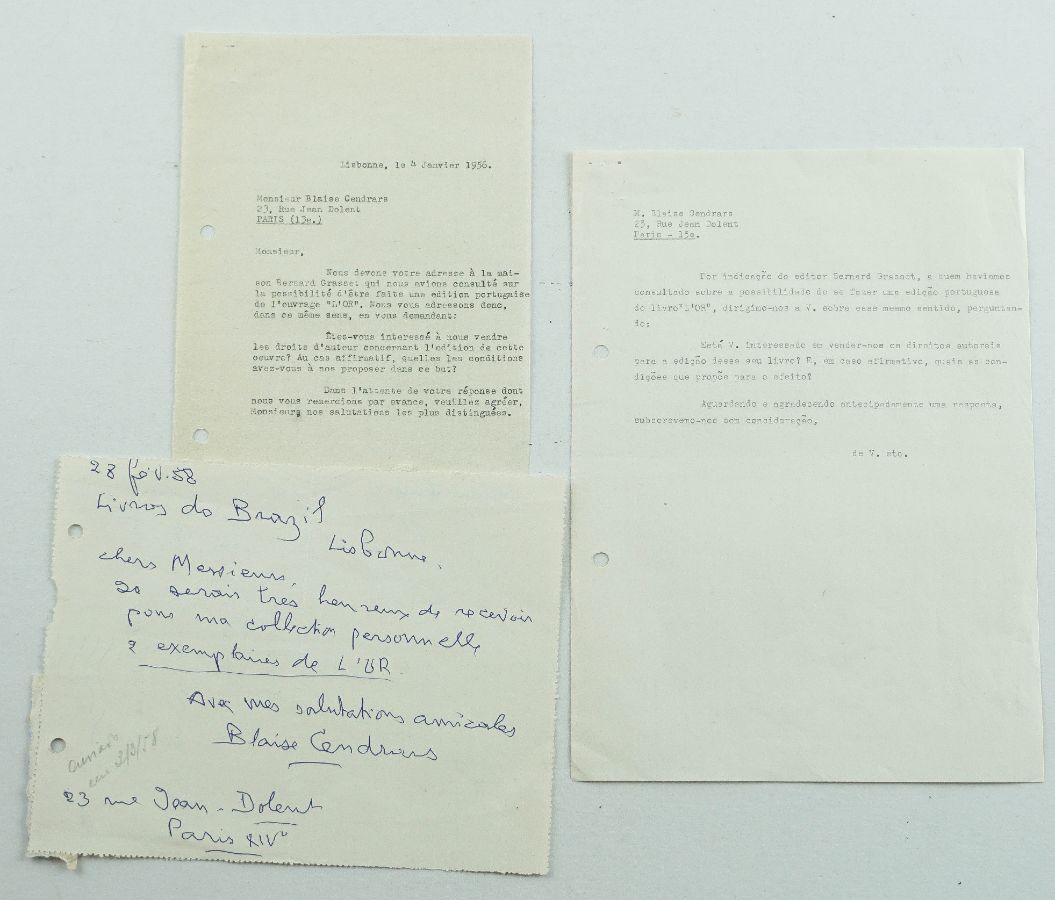 Lisbonne, le 4 Janvier 1956.
Monsieur Blaise Cendrars
23, Rue Jean Dolent
PARIS (13e.)
Monsieur,
Nous devons votre adresse à la mai-
son Bernard Grasset qui nous avions consulté sur
la possibilité d'être faite une edition portugaise
de l'ouvrage "L'OR". Nous vous adressons donc,
dans ce même sens, en vous demandant:
Êtes-vous interessé à nous vendre
les droits d'auteur concernant l'edition de cette
oeuvre? Au cas affirmatif, quelles les conditions
avez-vous à nos proposer dans ce but?
Dans l'attente de votre réponse dont
nous vous remercions par avance, veuillez agréer,
Monsieur, nos salutations les plus distinguées.
M. Blaise Cendrars
23, Rue Jean Dolent
Paris - 13e.
Por indicação do editor Bernard Grasset, a quem haviamos
consultado sobre a possibilidade de se fazer uma edição portuguesa
do livro "L'OR", dirigimo-nos a V. sobre esse mesmo sentido, perguntan-
do:
Está V. interessado em vender-nos os direitos autorais
para a edição desse seu livro? E, em caso afirmativo, quais as con-
dições que propõe para o efeito?
Aguardando e agradecendo antecipadamente uma resposta,
subscrevemo-nos com consideração,
de V. etc.
28 fév. 58
Livros do Brazil
Lisbonne.
chers Messieurs,
Je serais très heureux de recevoir
pour ma collection personnelle
2 exemplaires de L'OR.
Avec mes salutations amicales
Blaise Cendrars
em 3/3/58
23 rue Jean-Dolent
Paris XIV